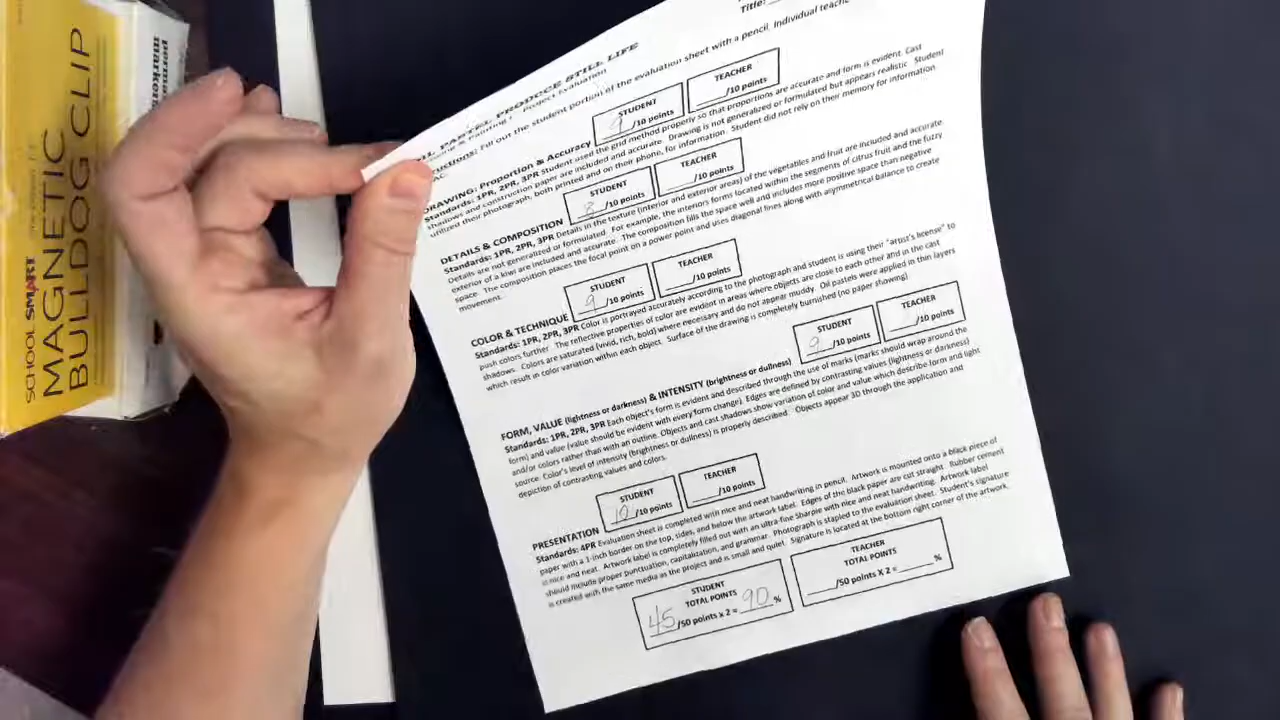 SCHOOL SMART
MAGNETIC
BULLDOG CLIP
Title:
PASTEL PRODUCE STILL LIFE
Project Evaluation
Fill out the student portion of the evaluation sheet with a pencil. Individual
STUDENT
9/10 points
TEACHER
/10 points
DRAWING: Proportion & Accuracy
Standards: 1PR, 2PR, 3PR Student used the grid method properly so that proportions are accurate and form is evident. Cast
shadows and construction paper are included and accurate. Drawing is not generalized or formulated but appears realistic. Student
utilized their photograph, both printed and on their phone, for information. Student did not rely on their memory for information
STUDENT
8/10 points
TEACHER
/10 points
DETAILS & COMPOSITION
Standards: 1PR, 2PR, 3PR Details in the texture (interior and exterior areas) of the vegetables and fruit are included and accurate.
Details are not generalized or formulated. For example, the interiors forms located within the segments of citrus fruit and the fuzzy
exterior of a kiwi are included and accurate. The composition fills the space well and includes more positive space than negative
space. The composition places the focal point on a power point and uses diagonal lines along with asymmetrical balance to create
movement.
STUDENT
9/10 points
TEACHER
/10 points
COLOR & TECHNIQUE
Standards: 1PR, 2PR, 3PR Color is portrayed accurately according to the photograph and student is using their "artist's license" to
push colors further. The reflective properties of color are evident in areas where objects are close to each other and in the cast
shadows. Colors are saturated (vivid, rich, bold) where necessary and do not appear muddy. Oil pastels were applied in thin layers
which result in color variation within each object. Surface of the drawing is completely burnished (no paper showing)
STUDENT
9/10 points
TEACHER
/10 points
FORM, VALUE (lightness or darkness) & INTENSITY (brightness or dullness)
Standards: 1PR, 2PR, 3PR Each object's form is evident and described through the use of marks (marks should wrap around the
form) and value (value should be evident with every form change). Edges are defined by contrasting values (lightness or darkness)
and/or colors rather than with an outline. Objects and cast shadows show variation of color and value which describe form and light
source. Color's level of intensity (brightness or dullness) is properly described. Objects appear 3D through the application and
depiction of contrasting values and colors.
STUDENT
10/10 points
TEACHER
/10 points
PRESENTATION
Standards: 4PR Evaluation sheet is completed with nice and neat handwriting in pencil. Artwork is mounted onto a black piece of
paper with a 1-inch border on the top, sides, and below the artwork label. Edges of the black paper are cut straight. Rubber cement
is nice and neat. Artwork label is completely filled out with an ultra-fine Sharpie with nice and neat handwriting. Artwork label
should include proper punctuation, capitalization, and grammar. Photograph is stapled to the evaluation sheet. Student's signature
is created with the same media as the project and is small and quiet. Signature is located at the bottom right corner of the artwork.
STUDENT
TOTAL POINTS
45/50 points x 2 = 90 %
TEACHER
TOTAL POINTS
/50 points X 2 = %